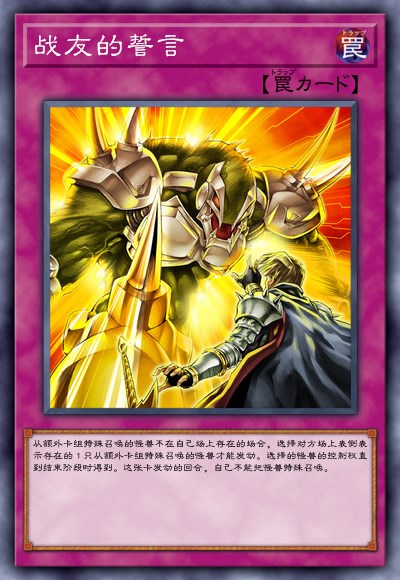 战友的誓言
トラップ
罠
トラップ
【罠カード】
从额外卡组特殊召唤的怪兽不在自己场上存在的场合，选择对方场上表侧表
示存在的1只从额外卡组特殊召唤的怪兽才能发动。选择的怪兽的控制权直
到结束阶段时得到。这张卡发动的回合，自己不能把怪兽特殊召唤。